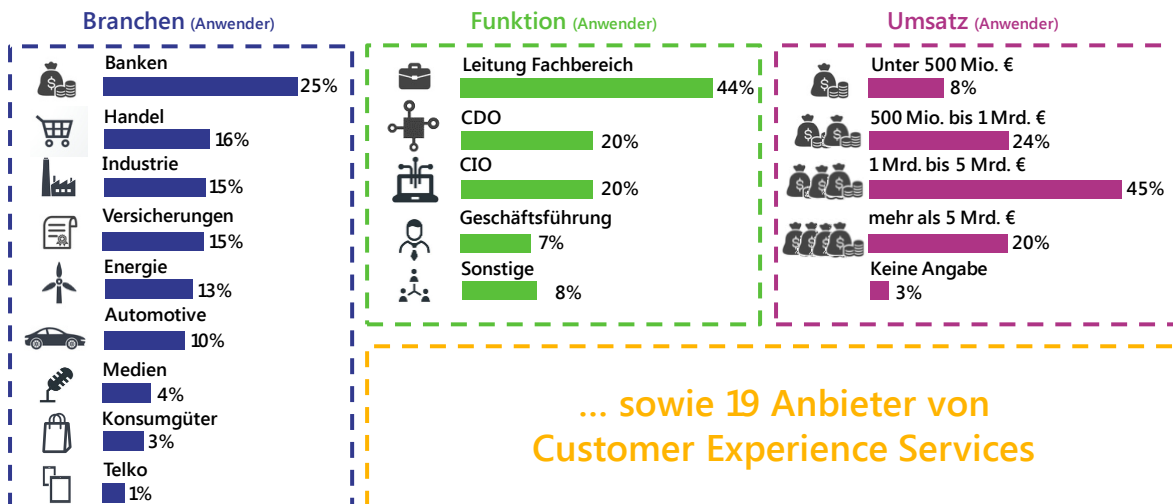 Branchen (Anwender)
Banken
25%
Handel
16%
Industrie
15%
Versicherungen
15%
Energie
13%
Automotive
10%
Medien
4%
Konsumgüter
3%
Telko
1%
Funktion (Anwender)
Leitung Fachbereich
44%
CDO
20%
CIO
20%
Geschäftsführung
7%
Sonstige
8%
Umsatz (Anwender)
Unter 500 Mio. €
8%
500 Mio. bis 1 Mrd. €
24%
1 Mrd. bis 5 Mrd. €
45%
mehr als 5 Mrd. €
20%
Keine Angabe
3%
... sowie 19 Anbieter von
Customer Experience Services